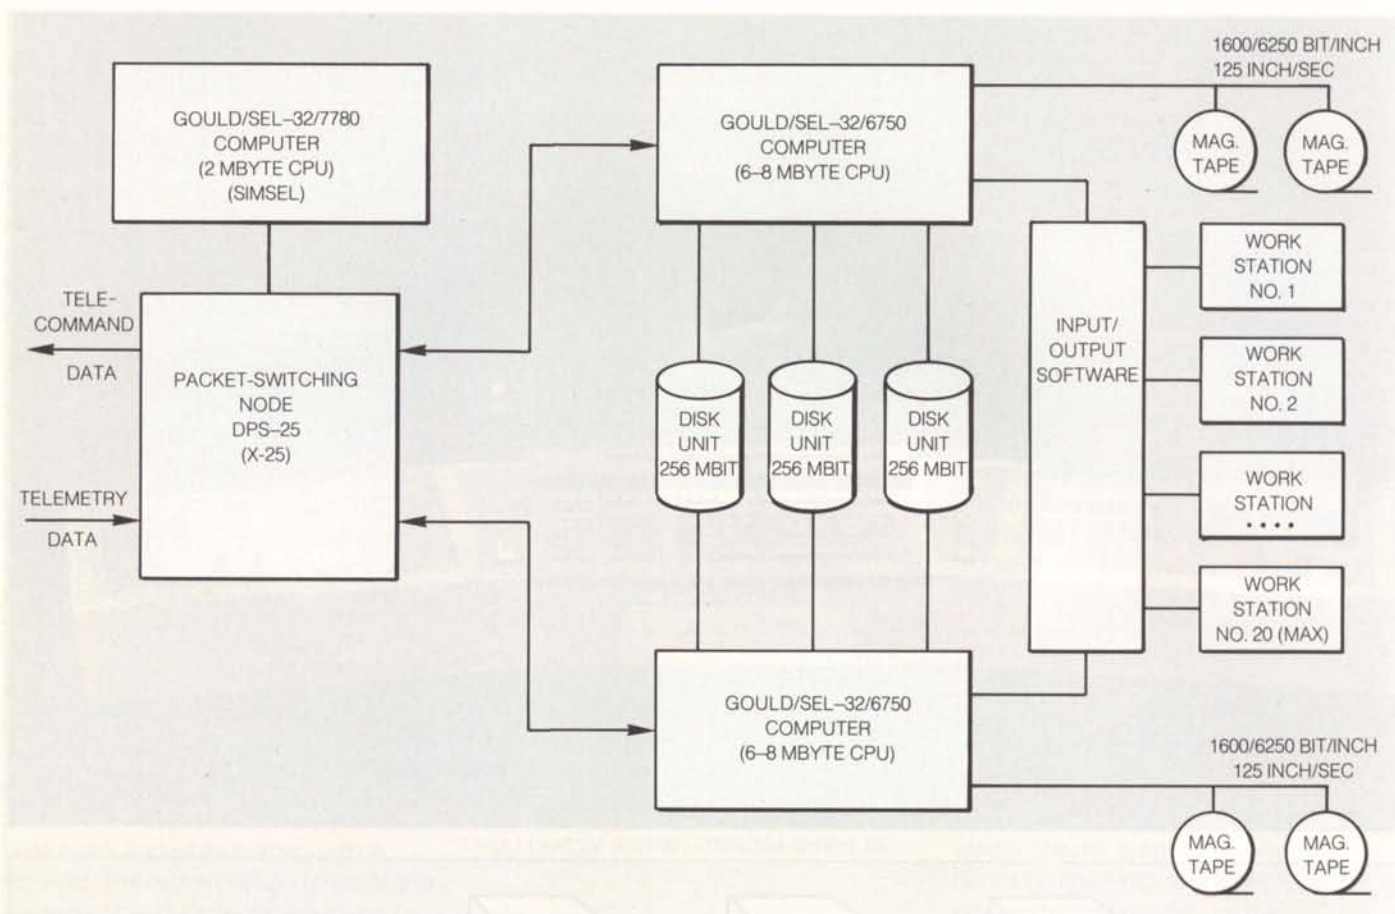 GOULD/SEL–32/7780
COMPUTER
(2 MBYTE CPU)
(SIMSEL)
GOULD/SEL–32/6750
COMPUTER
(6–8 MBYTE CPU)
1600/6250 BIT/INCH
125 INCH/SEC
MAG.
TAPE
MAG.
TAPE
TELE-
COMMAND
DATA
PACKET-SWITCHING
NODE
DPS–25
(X-25)
TELEMETRY
DATA
DISK
UNIT
256 MBIT
DISK
UNIT
256 MBIT
DISK
UNIT
256 MBIT
INPUT/
OUTPUT
SOFTWARE
WORK
STATION
NO. 1
WORK
STATION
NO. 2
WORK
STATION
• • • •
WORK
STATION
NO. 20 (MAX)
GOULD/SEL–32/6750
COMPUTER
(6–8 MBYTE CPU)
1600/6250 BIT/INCH
125 INCH/SEC
MAG.
TAPE
MAG.
TAPE